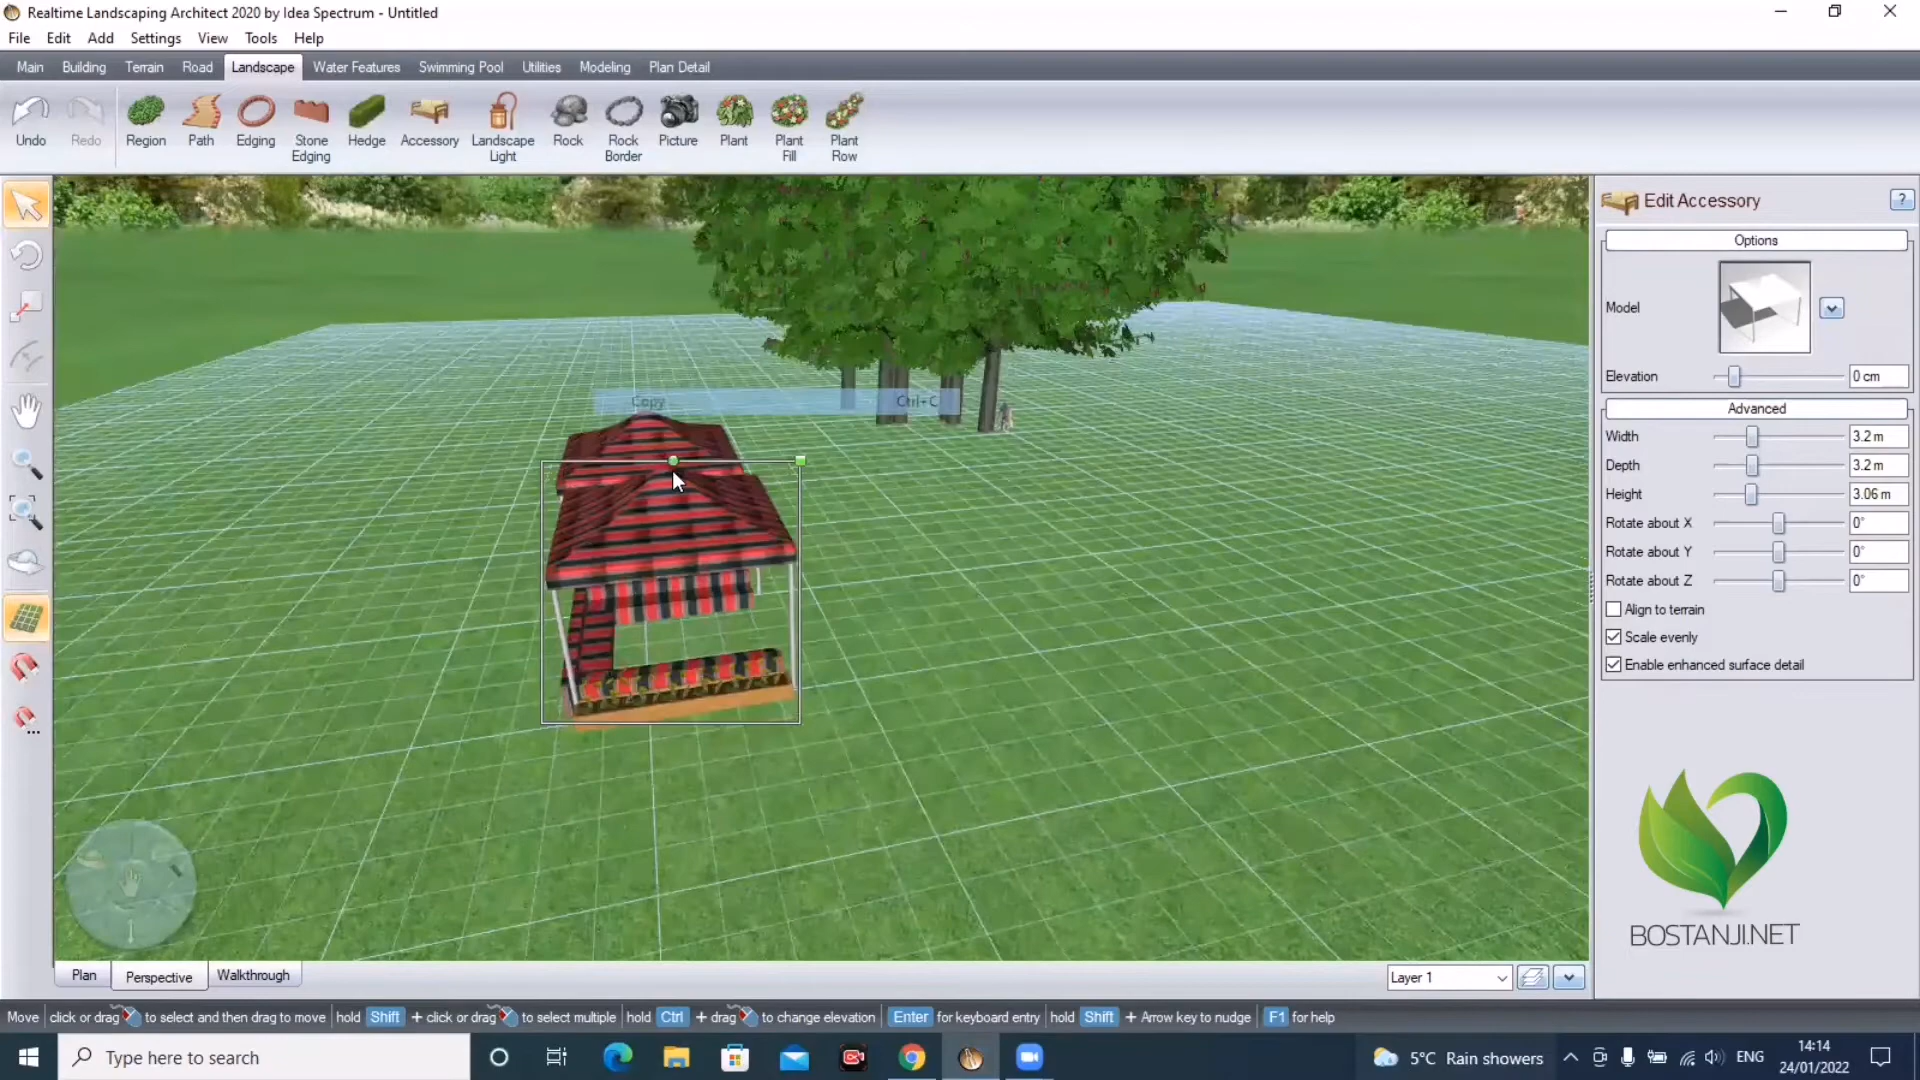 Realtime Landscaping Architect 2020 by Idea Spectrum - Untitled
File Edit Add Settings View Tools Help
Main Building Terrain Road Landscape Water Features Swimming Pool Utilities Modeling Plan Detail
Undo Redo Region Path Edging Stone Edging Hedge Accessory Landscape Light Rock Rock Border Picture Plant Plant Fill Plant Row
Edit Accessory ?
Options
Model
Elevation 0 cm
Advanced
Width 3.2 m
Depth 3.2 m
Height 3.06 m
Rotate about X 0°
Rotate about Y 0°
Rotate about Z 0°
Align to terrain
Scale evenly
Enable enhanced surface detail
Copy Ctrl+C
BOSTANJI.NET
Plan Perspective Walkthrough Layer 1
Move click or drag to select and then drag to move hold Shift + click or drag to select multiple hold Ctrl + drag to change elevation Enter for keyboard entry hold Shift + Arrow key to nudge F1 for help
Type here to search 5°C Rain showers ENG 14:14
24/01/2022